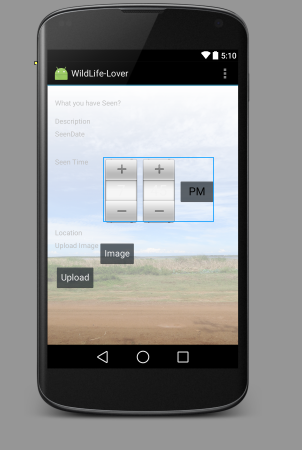 5:10
WildLife-Lover
What you have Seen?
Description
SeenDate
Seen Time
+ +
PM
− −
Location
Upload Image
Image
Upload